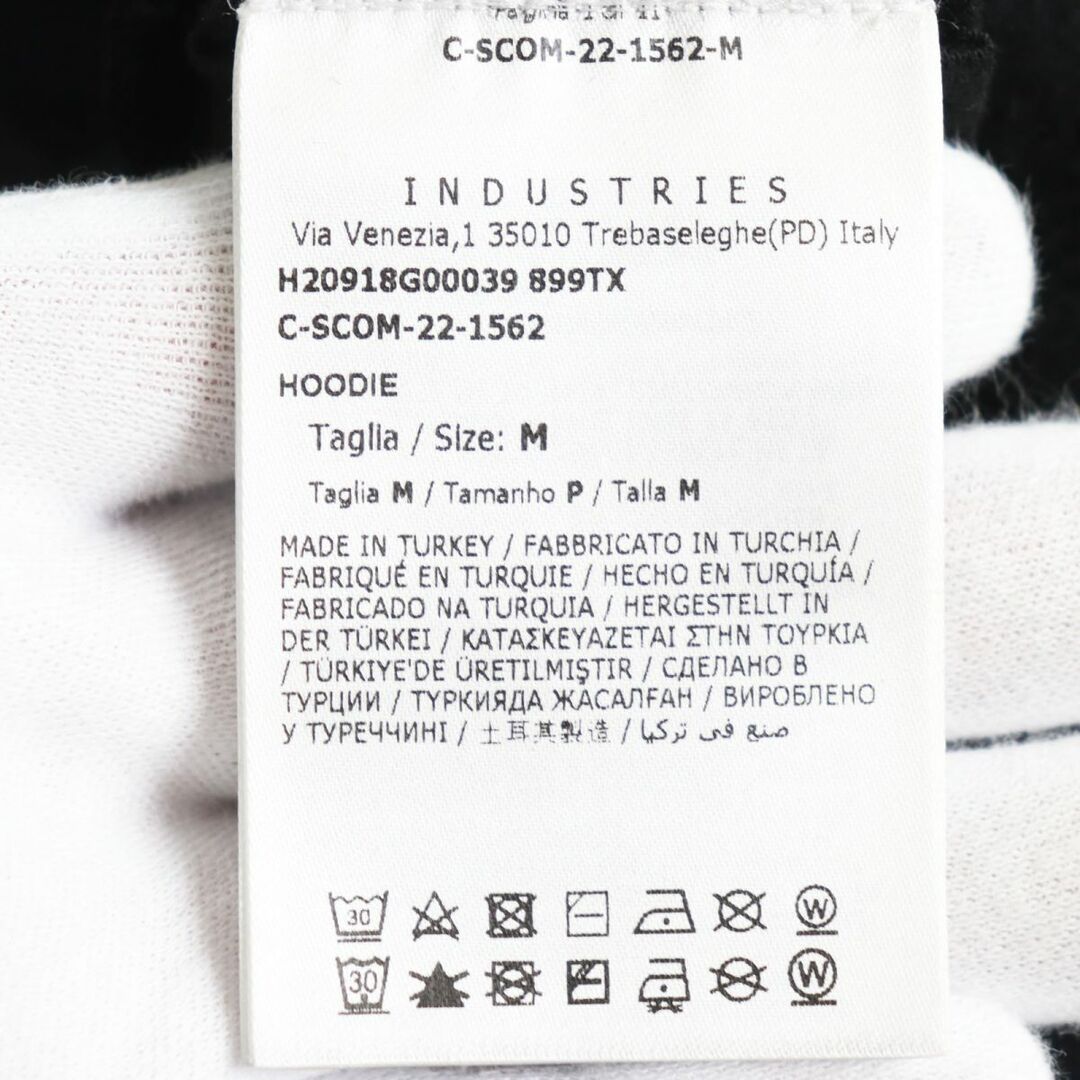 C-SCOM-22-1562-M
INDUSTRIES
Via Venezia,1 35010 Trebaseleghe(PD) Italy
H20918G00039 899TX
C-SCOM-22-1562
HOODIE
Taglia / Size: M
Taglia M / Tamanho P / Talla M
MADE IN TURKEY / FABBRICATO IN TURCHIA /
FABRIQUÉ EN TURQUIE / HECHO EN TURQUÍA /
FABRICADO NA TURQUIA / HERGESTELLT IN
DER TÜRKEI / ΚΑΤΑΣΚΕΥΑΖΕΤΑΙ ΣΤΗΝ ΤΟΥΡΚΙΑ
/ TÜRKIYE'DE ÜRETILMIŞTIR / СДЕЛАНО В
ТУРЦИИ / ТҮРКИЯДА ЖАСАЛҒАН / ВИРОБЛЕНО
У ТУРЕЧЧИНІ / 土耳其製造 / صنع في تركيا
30 W
30 W